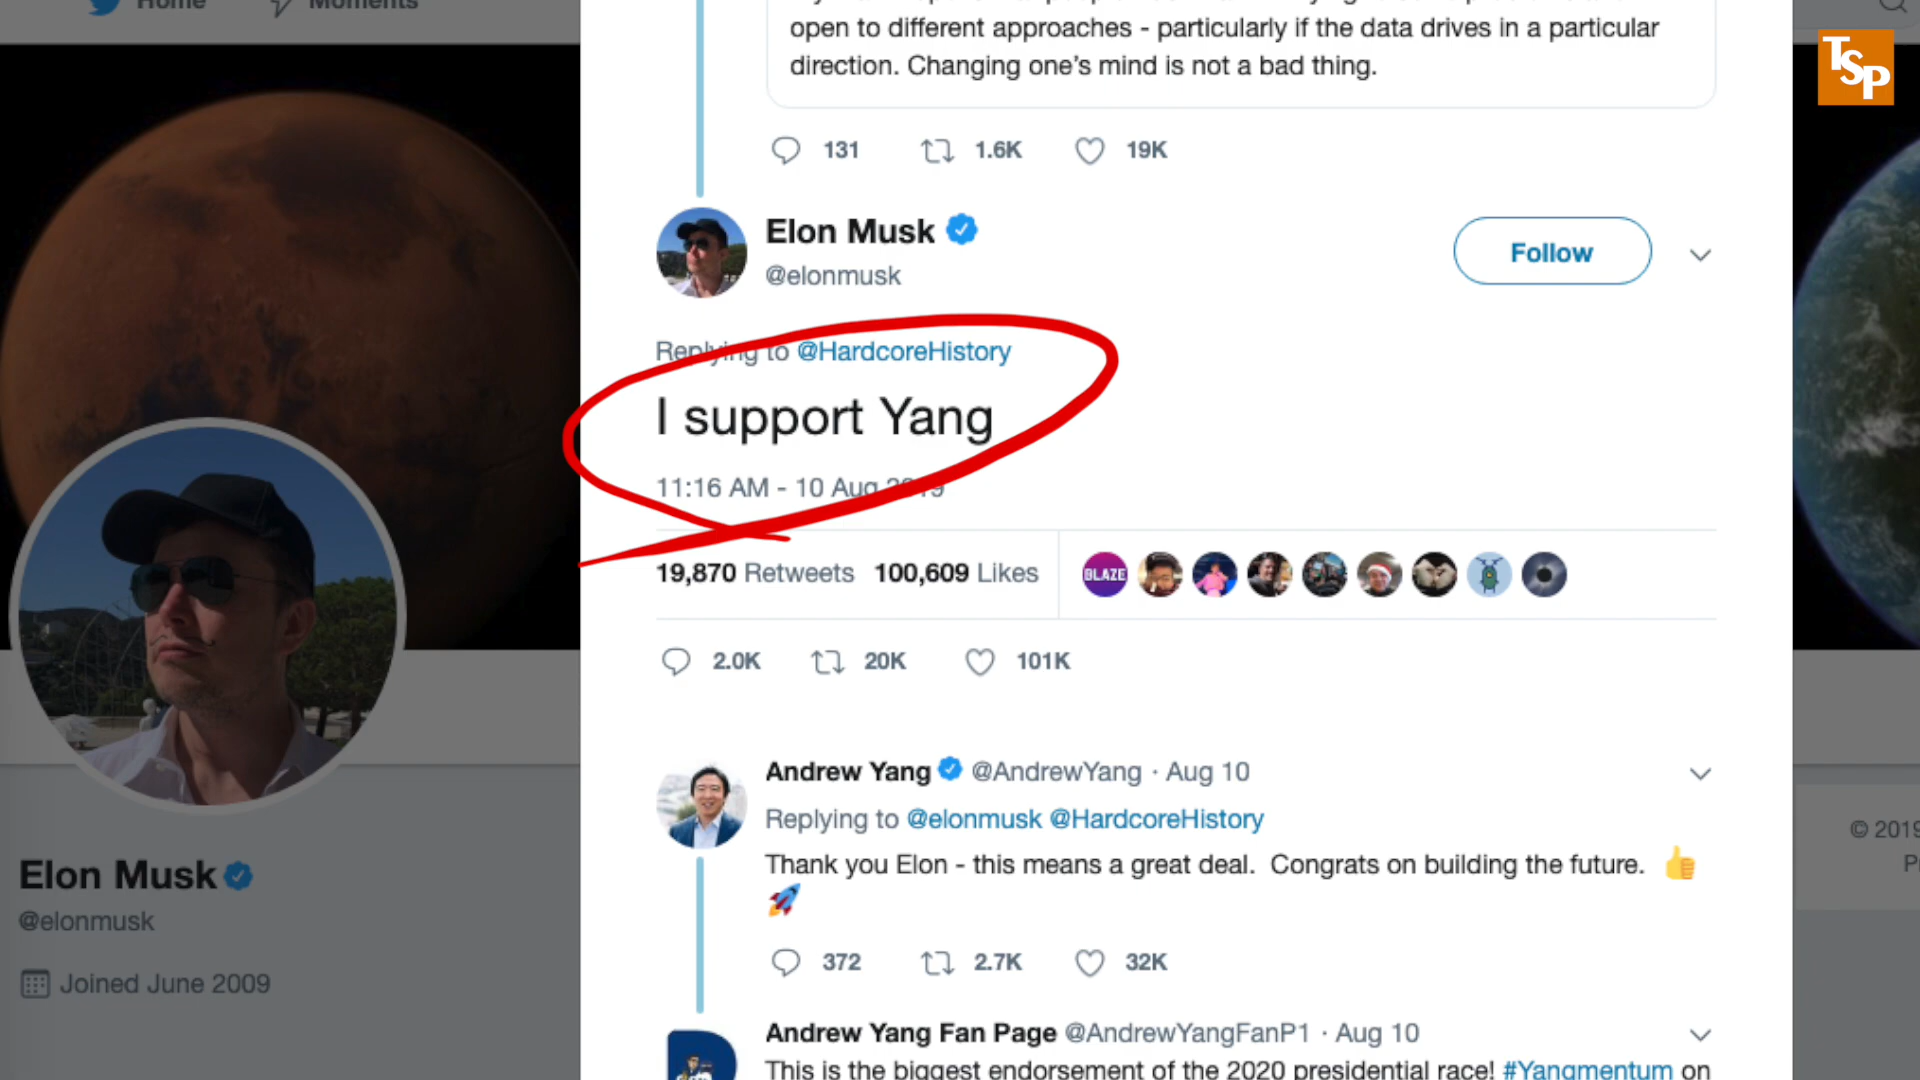 Home
Moments
open to different approaches - particularly if the data drives in a particular
direction. Changing one's mind is not a bad thing.
TSP
131 1.6K 19K
Elon Musk
@elonmusk
Follow
Replying to @HardcoreHistory
I support Yang
11:16 AM - 10 Aug 2019
19,870 Retweets 100,609 Likes
BLAZE
2.0K 20K 101K
Andrew Yang @AndrewYang · Aug 10
Replying to @elonmusk @HardcoreHistory
Thank you Elon - this means a great deal. Congrats on building the future. 👍
🚀
372 2.7K 32K
Andrew Yang Fan Page @AndrewYangFanP1 · Aug 10
This is the biggest endorsement of the 2020 presidential race! #Yangmentum on
Elon Musk
@elonmusk
Joined June 2009
© 2019